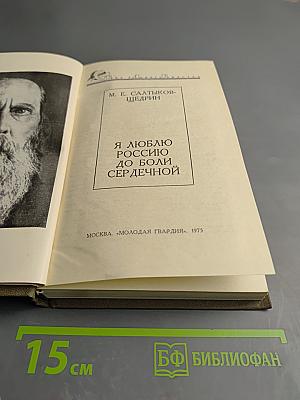 М. Е. САЛТЫКОВ-
ЩЕДРИН
Я ЛЮБЛЮ
РОССИЮ
ДО БОЛИ
СЕРДЕЧНОЙ
МОСКВА, «МОЛОДАЯ ГВАРДИЯ», 1975
15 см
БФ БИБЛИОФАН